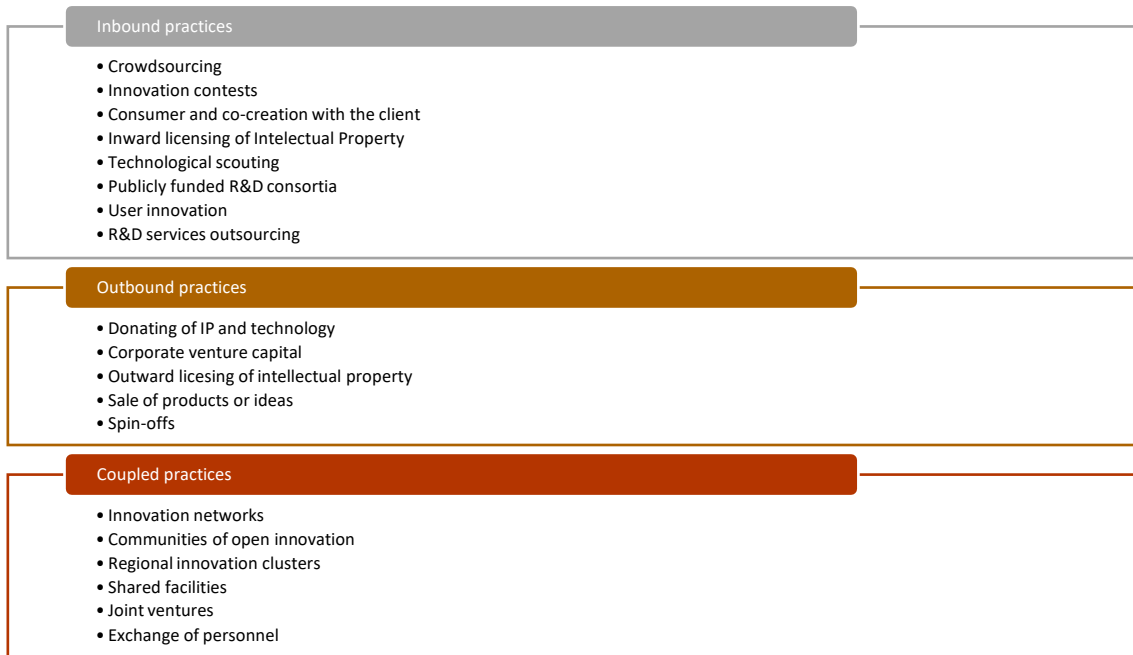 Inbound practices
• Crowdsourcing
• Innovation contests
• Consumer and co-creation with the client
• Inward licensing of Intelectual Property
• Technological scouting
• Publicly funded R&D consortia
• User innovation
• R&D services outsourcing
Outbound practices
• Donating of IP and technology
• Corporate venture capital
• Outward licesing of intellectual property
• Sale of products or ideas
• Spin-offs
Coupled practices
• Innovation networks
• Communities of open innovation
• Regional innovation clusters
• Shared facilities
• Joint ventures
• Exchange of personnel